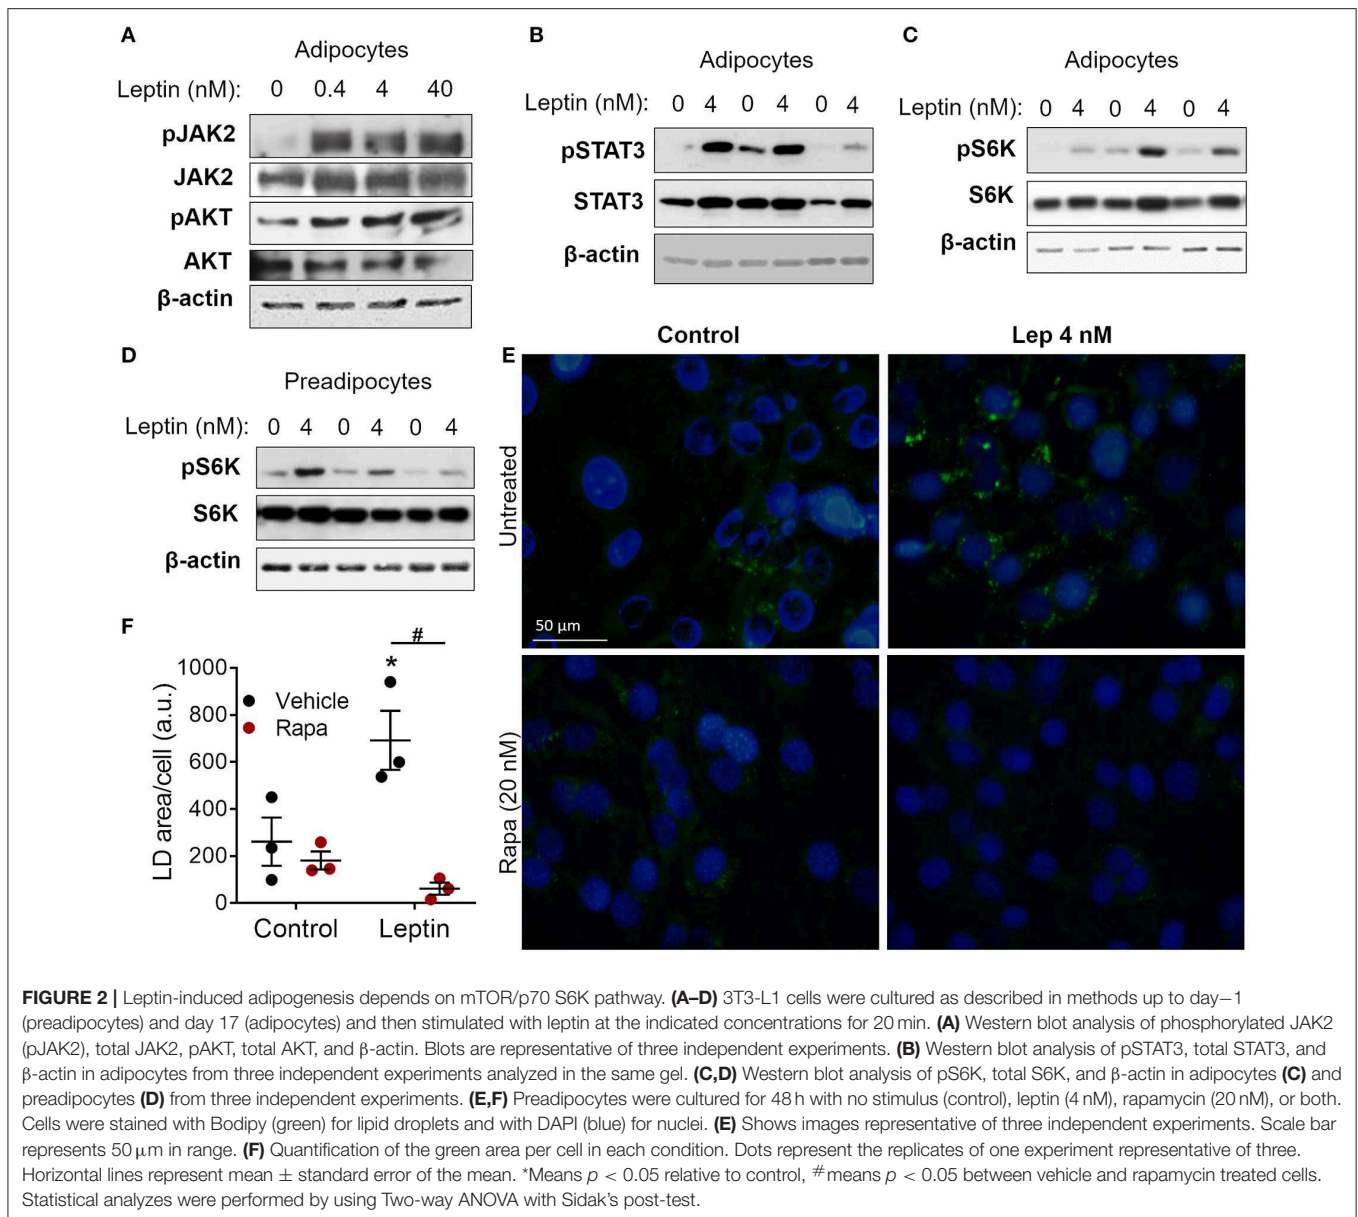 A
Adipocytes
Leptin (nM): 0 0.4 4 40
pJAK2
JAK2
pAKT
AKT
β-actin
B
Adipocytes
Leptin (nM): 0 4 0 4 0 4
pSTAT3
STAT3
β-actin
C
Adipocytes
Leptin (nM): 0 4 0 4 0 4
pS6K
S6K
β-actin
D
Preadipocytes
Leptin (nM): 0 4 0 4 0 4
pS6K
S6K
β-actin
E
Control Lep 4 nM
Untreated
50 µm
Rapa (20 nM)
F
#
*
1000
800
600
400
200
0
LD area/cell (a.u.)
Vehicle
Rapa
Control Leptin
FIGURE 2 | Leptin-induced adipogenesis depends on mTOR/p70 S6K pathway. (A–D) 3T3-L1 cells were cultured as described in methods up to day−1
(preadipocytes) and day 17 (adipocytes) and then stimulated with leptin at the indicated concentrations for 20 min. (A) Western blot analysis of phosphorylated JAK2
(pJAK2), total JAK2, pAKT, total AKT, and β-actin. Blots are representative of three independent experiments. (B) Western blot analysis of pSTAT3, total STAT3, and
β-actin in adipocytes from three independent experiments analyzed in the same gel. (C,D) Western blot analysis of pS6K, total S6K, and β-actin in adipocytes (C) and
preadipocytes (D) from three independent experiments. (E,F) Preadipocytes were cultured for 48 h with no stimulus (control), leptin (4 nM), rapamycin (20 nM), or both.
Cells were stained with Bodipy (green) for lipid droplets and with DAPI (blue) for nuclei. (E) Shows images representative of three independent experiments. Scale bar
represents 50 µm in range. (F) Quantification of the green area per cell in each condition. Dots represent the replicates of one experiment representative of three.
Horizontal lines represent mean ± standard error of the mean. *Means p < 0.05 relative to control, #means p < 0.05 between vehicle and rapamycin treated cells.
Statistical analyzes were performed by using Two-way ANOVA with Sidak's post-test.